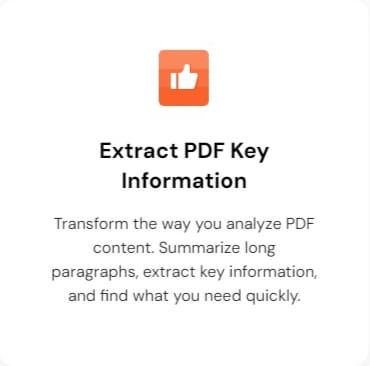 Extract PDF Key
Information
Transform the way you analyze PDF
content. Summarize long
paragraphs, extract key information,
and find what you need quickly.